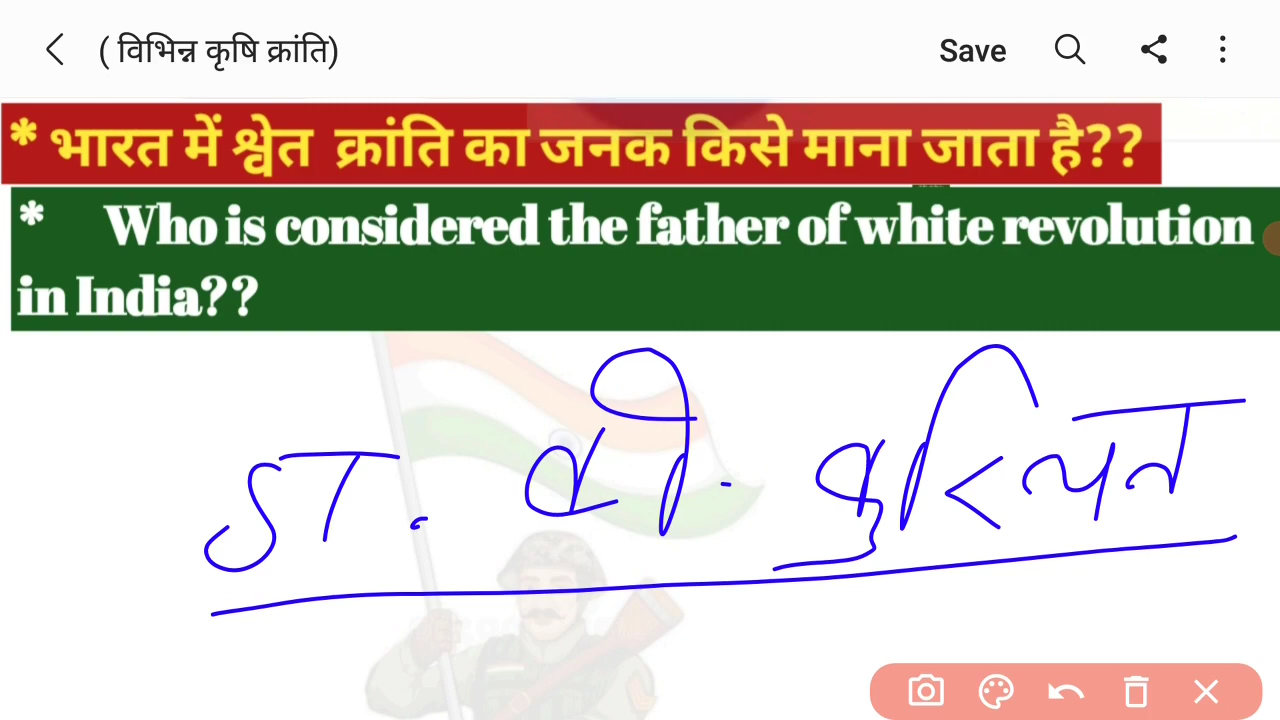 ( विभिन्न कृषि क्रांति)
Save
* भारत में श्वेत क्रांति का जनक किसे माना जाता है??
* Who is considered the father of white revolution
in India??
डा. वी. कुरियन